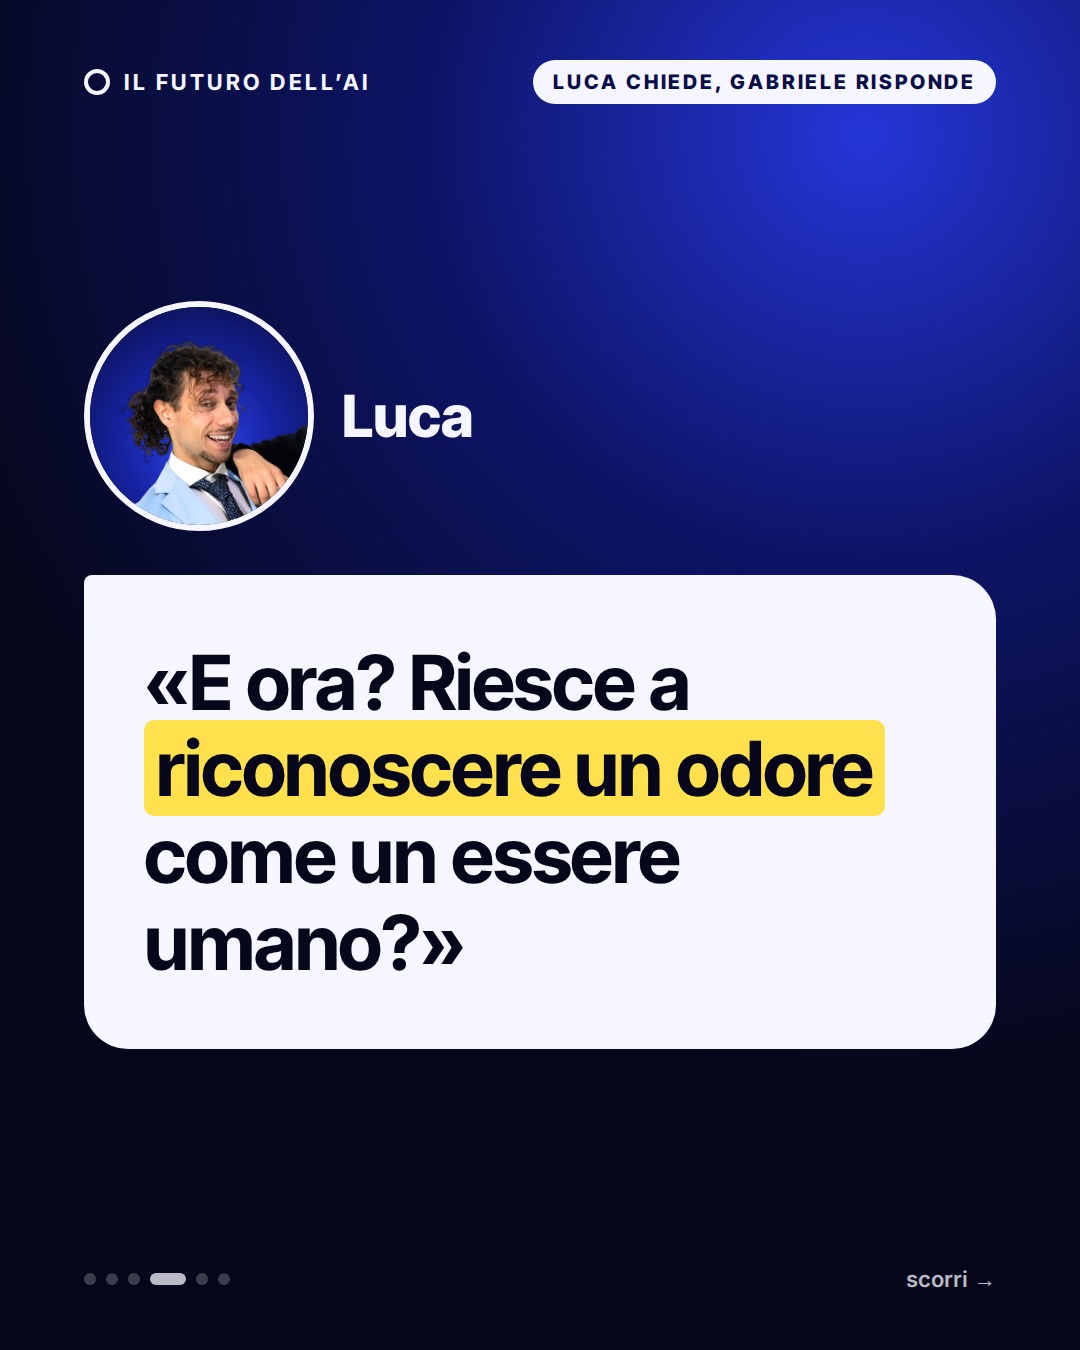 IL FUTURO DELL’AI
LUCA CHIEDE, GABRIELE RISPONDE
Luca
«E ora? Riesce a
riconoscere un odore
come un essere
umano?»
scorri →